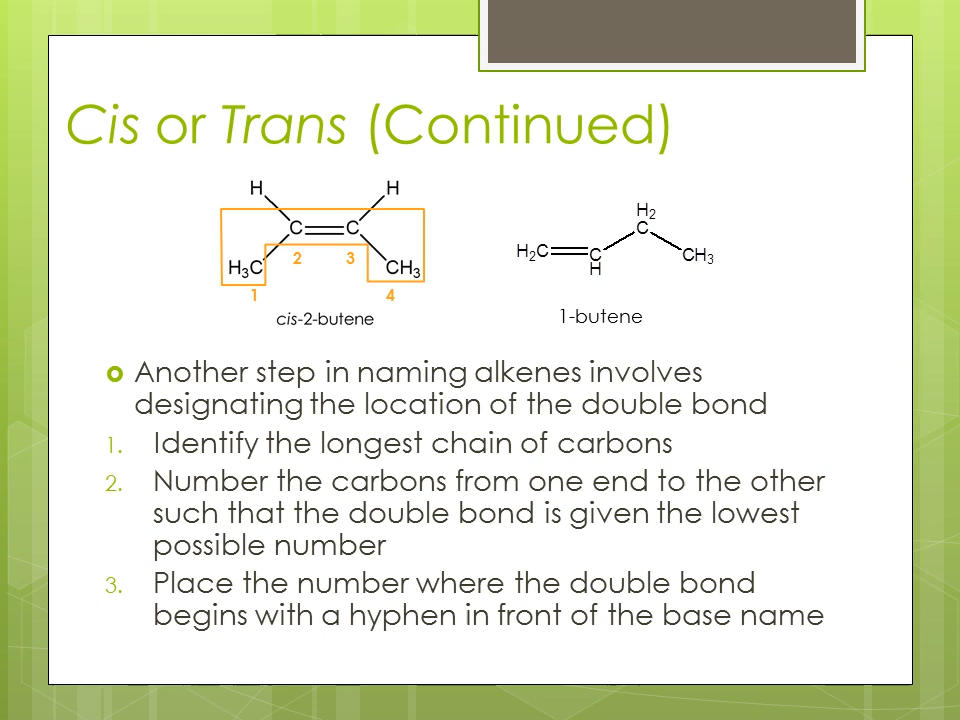 Cis or Trans (Continued)
H H
C C
2 3
H3C CH3
1 4
cis-2-butene
H2
C
H2C C CH3
H
1-butene
Another step in naming alkenes involves
designating the location of the double bond
1. Identify the longest chain of carbons
2. Number the carbons from one end to the other
such that the double bond is given the lowest
possible number
3. Place the number where the double bond
begins with a hyphen in front of the base name